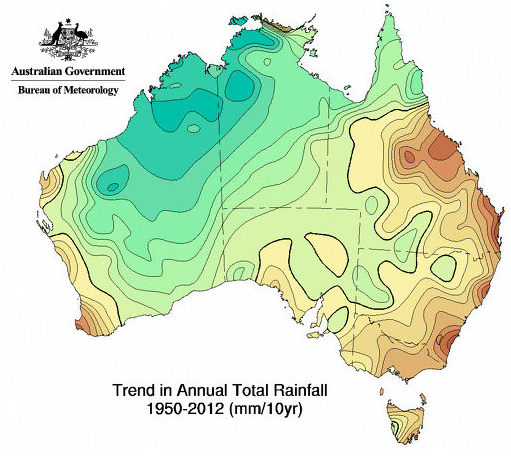 Australian Government
Bureau of Meteorology
Trend in Annual Total Rainfall
1950-2012 (mm/10yr)